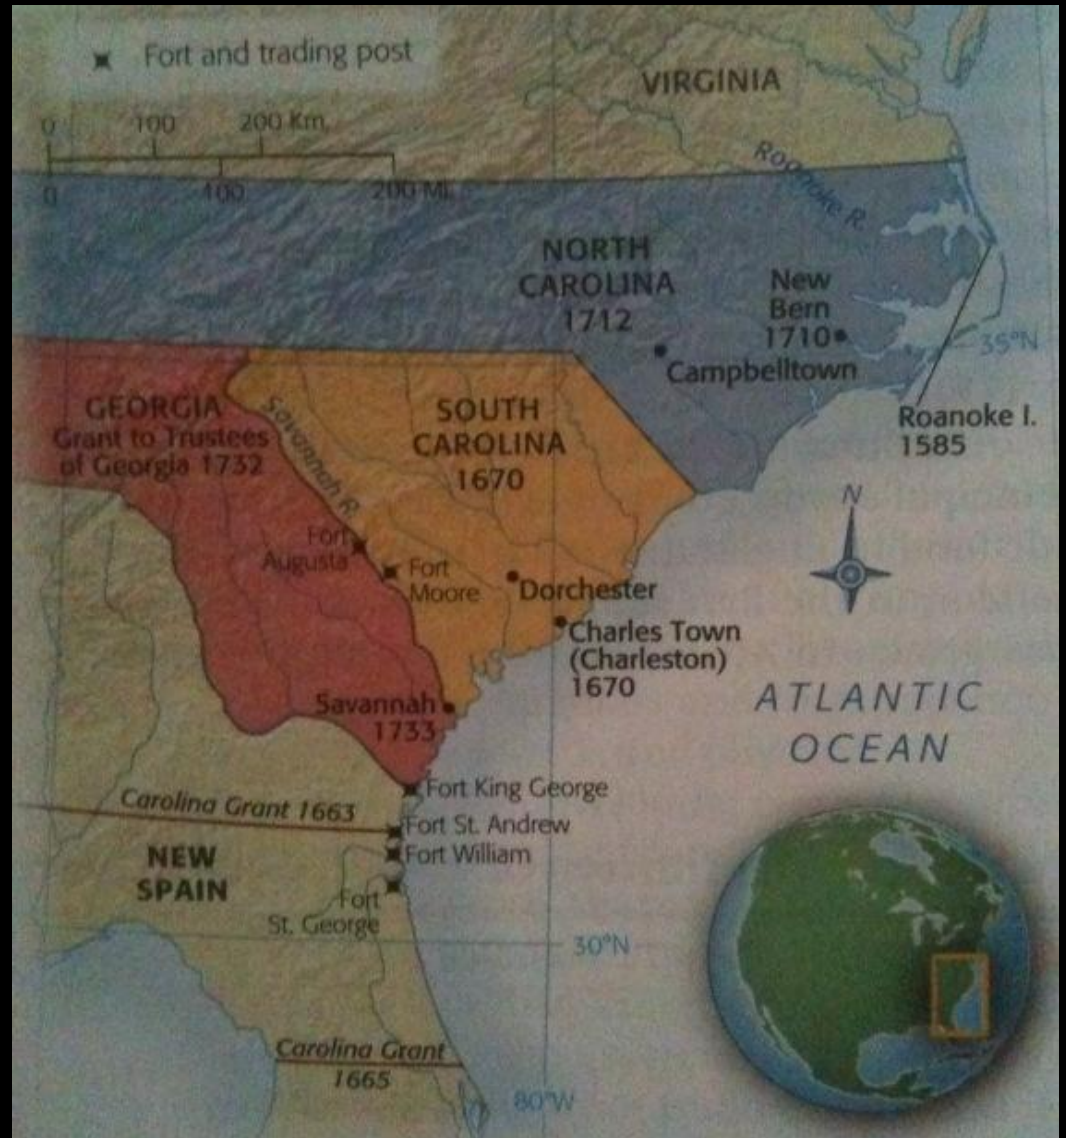 Fort and trading post
0 100 200 Km.
0 100 200 Mi.
VIRGINIA
Roanoke R.
NORTH
CAROLINA
1712
New
Bern
1710
Campbelltown
35°N
Roanoke I.
1585
GEORGIA
Grant to Trustees
of Georgia 1732
Savannah R.
SOUTH
CAROLINA
1670
N
Fort
Augusta
Fort
Moore
Dorchester
Charles Town
(Charleston)
1670
Savannah
1733
ATLANTIC
OCEAN
Fort King George
Carolina Grant 1663
Fort St. Andrew
Fort William
NEW
SPAIN
Fort
St. George
30°N
Carolina Grant
1665
80°W